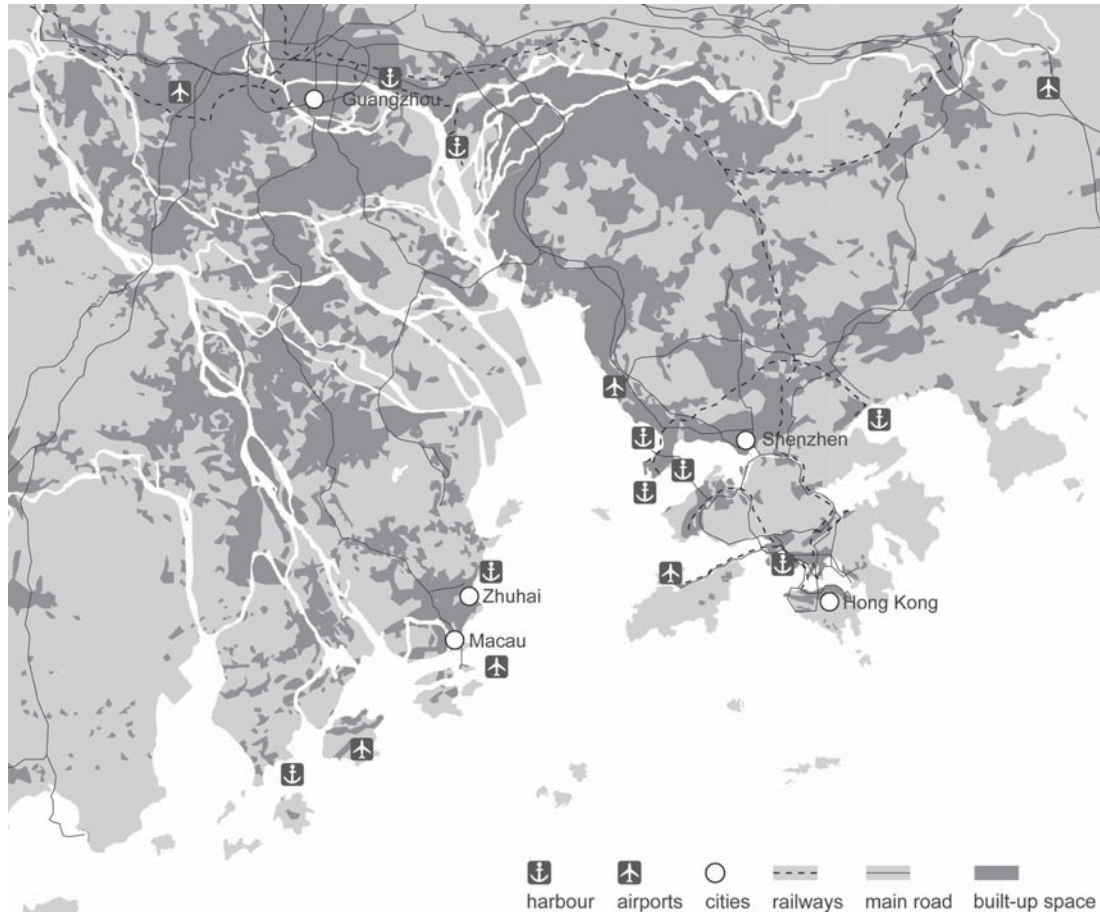 Guangzhou
Shenzhen
Zhuhai
Hong Kong
Macau
harbour airports cities railways main road built-up space